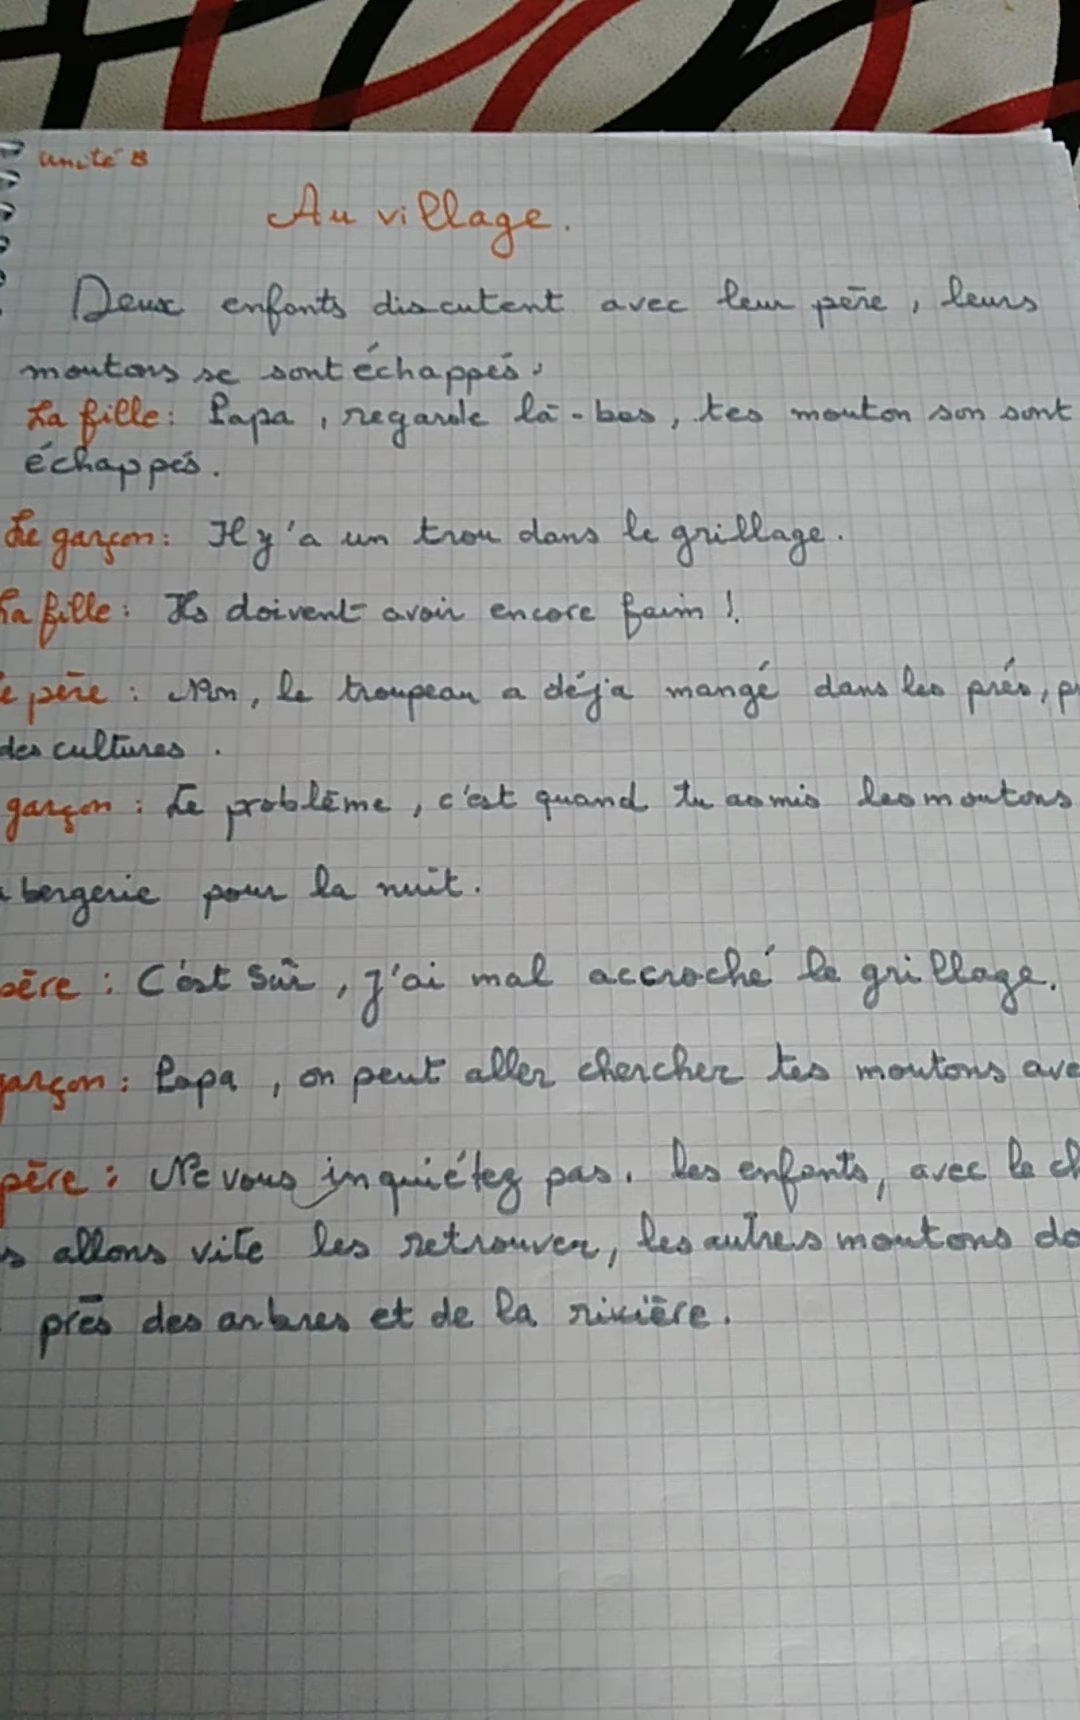 unité 8
Au village.
Deux enfants discutent avec leur père, leurs
moutons se sont échappés.
La fille: Papa, regarde là-bas, tes mouton son sont
échappés.
Le garçon: Il y'a un trou dans le grillage.
La fille: Ils doivent avoir encore faim!
e père: Non, le troupeau a déjà mangé dans les prés, p
des cultures.
garçon: Le problème, c'est quand tu as mis les moutons
bergerie pour la nuit.
père: C'est sûr, j'ai mal accroché le grillage.
garçon: Papa, on peut aller chercher tes moutons ave
père: Ne vous inquiétez pas. les enfants, avec le ch
s allons vite les retrouver, les autres moutons do
près des arbres et de la rivière.